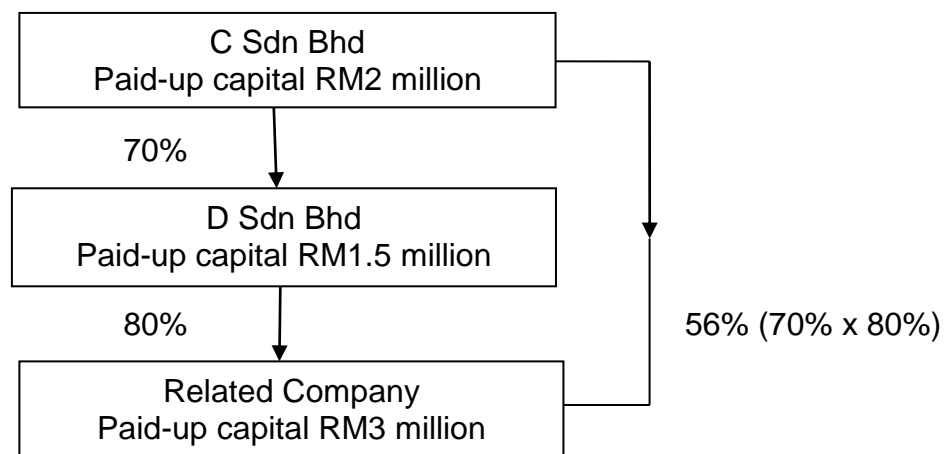 C Sdn Bhd
Paid-up capital RM2 million
70%
D Sdn Bhd
Paid-up capital RM1.5 million
80%
56% (70% x 80%)
Related Company
Paid-up capital RM3 million